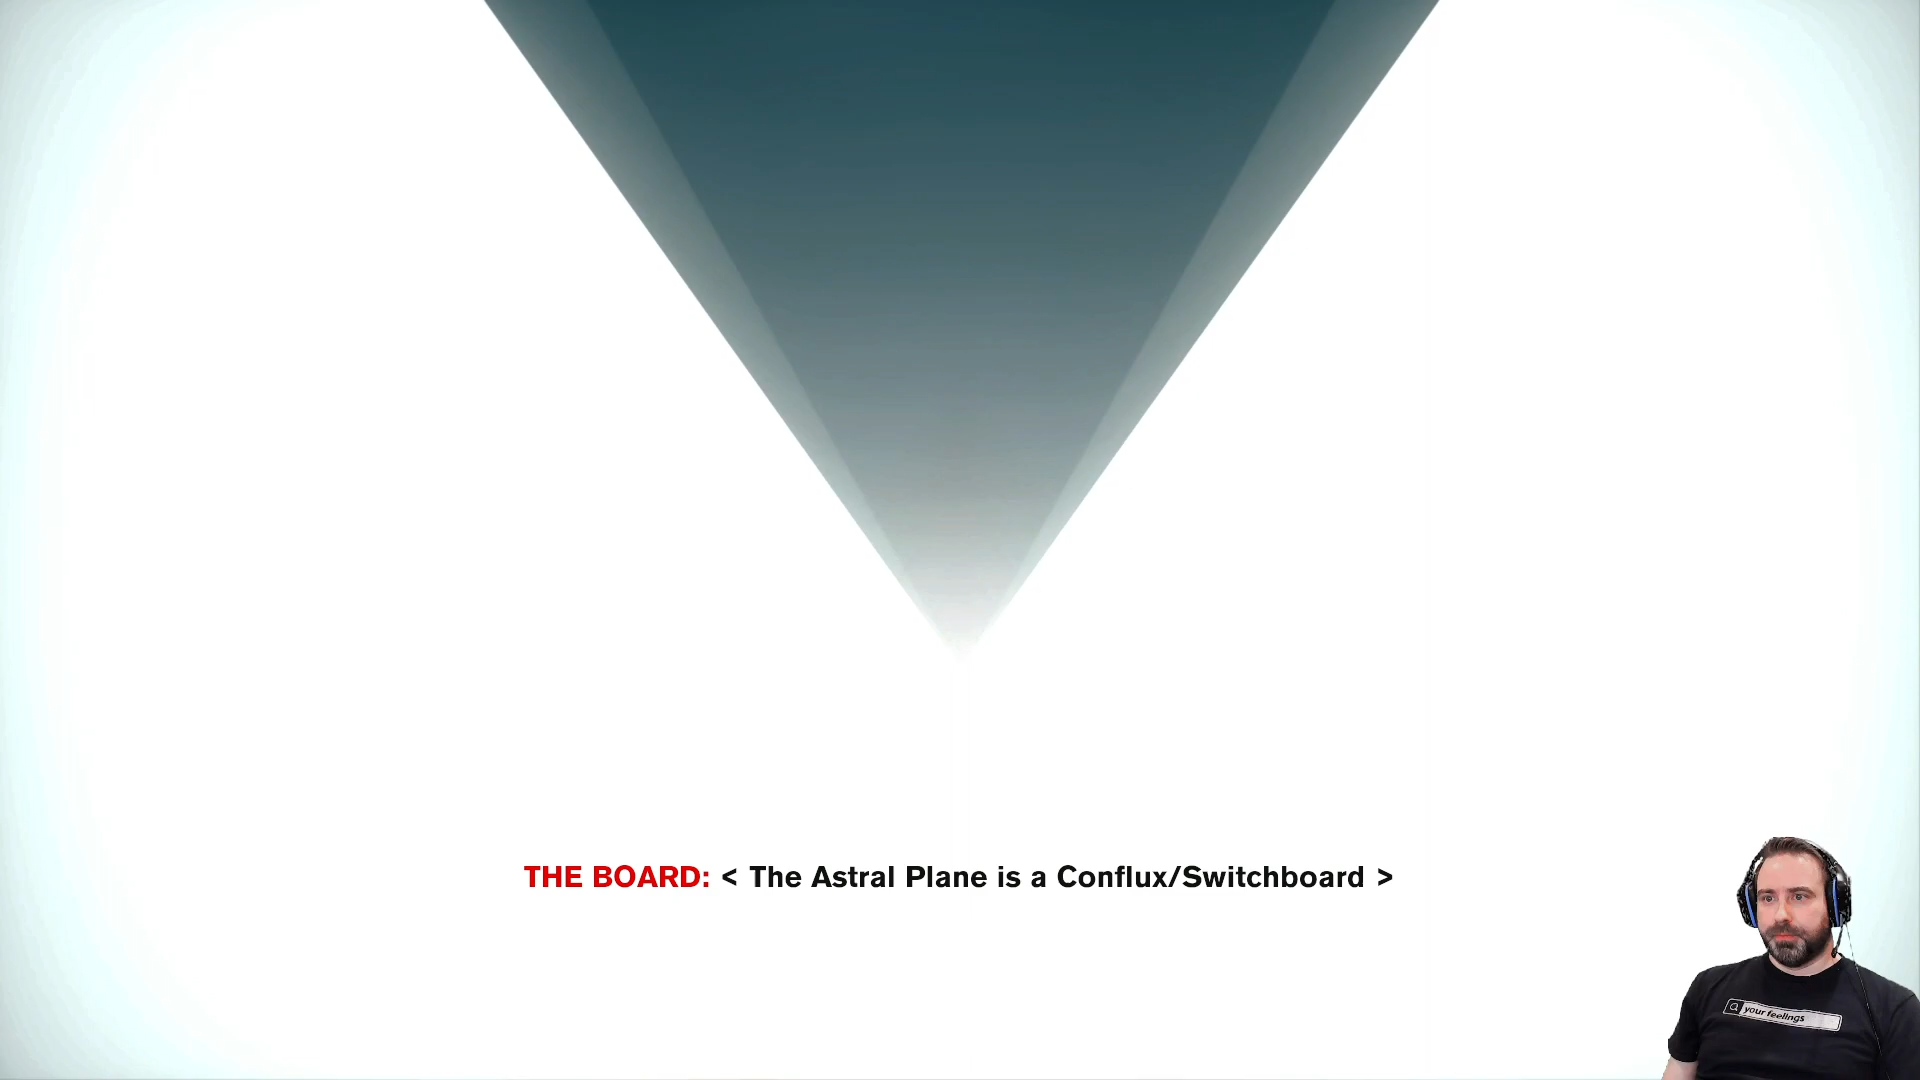 THE BOARD: < The Astral Plane is a Conflux/Switchboard >
your feelings